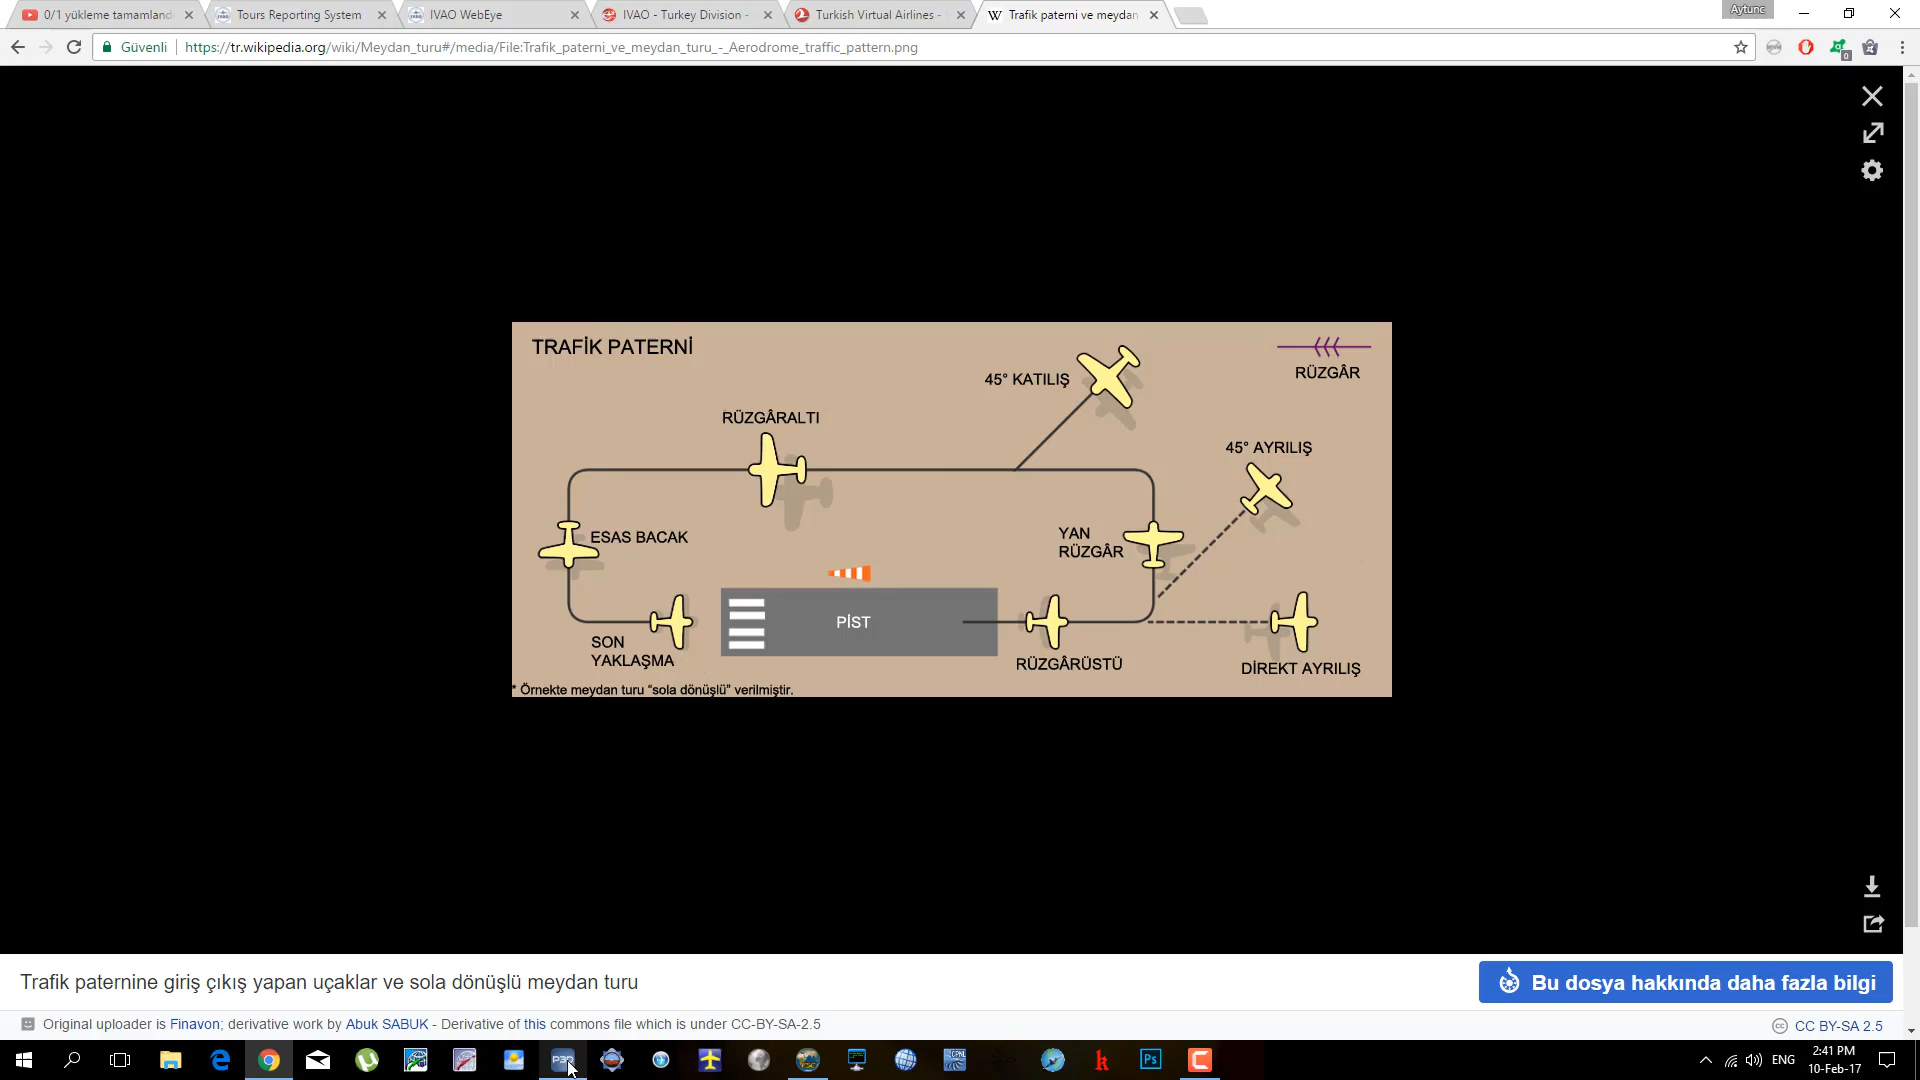 0/1 yükleme tamamlandı
Tours Reporting System
IVAO WebEye
IVAO - Turkey Division -
Turkish Virtual Airlines -
Trafik paterni ve meydan
Aytunc
Güvenli
https://tr.wikipedia.org/wiki/Meydan_turu#/media/File:Trafik_paterni_ve_meydan_turu_-_Aerodrome_traffic_pattern.png
0
TRAFİK PATERNİ
RÜZGÂR
45° KATILIŞ
RÜZGÂRALTI
45° AYRILIŞ
ESAS BACAK
YAN
RÜZGÂR
PİST
SON
YAKLAŞMA
RÜZGÂRÜSTÜ
DİREKT AYRILIŞ
* Örnekte meydan turu “sola dönüşlü” verilmiştir.
Trafik paternine giriş çıkış yapan uçaklar ve sola dönüşlü meydan turu
Bu dosya hakkında daha fazla bilgi
Original uploader is Finavon; derivative work by Abuk SABUK - Derivative of this commons file which is under CC-BY-SA-2.5
CC BY-SA 2.5
P3D
Ps
ENG
2:41 PM
10-Feb-17